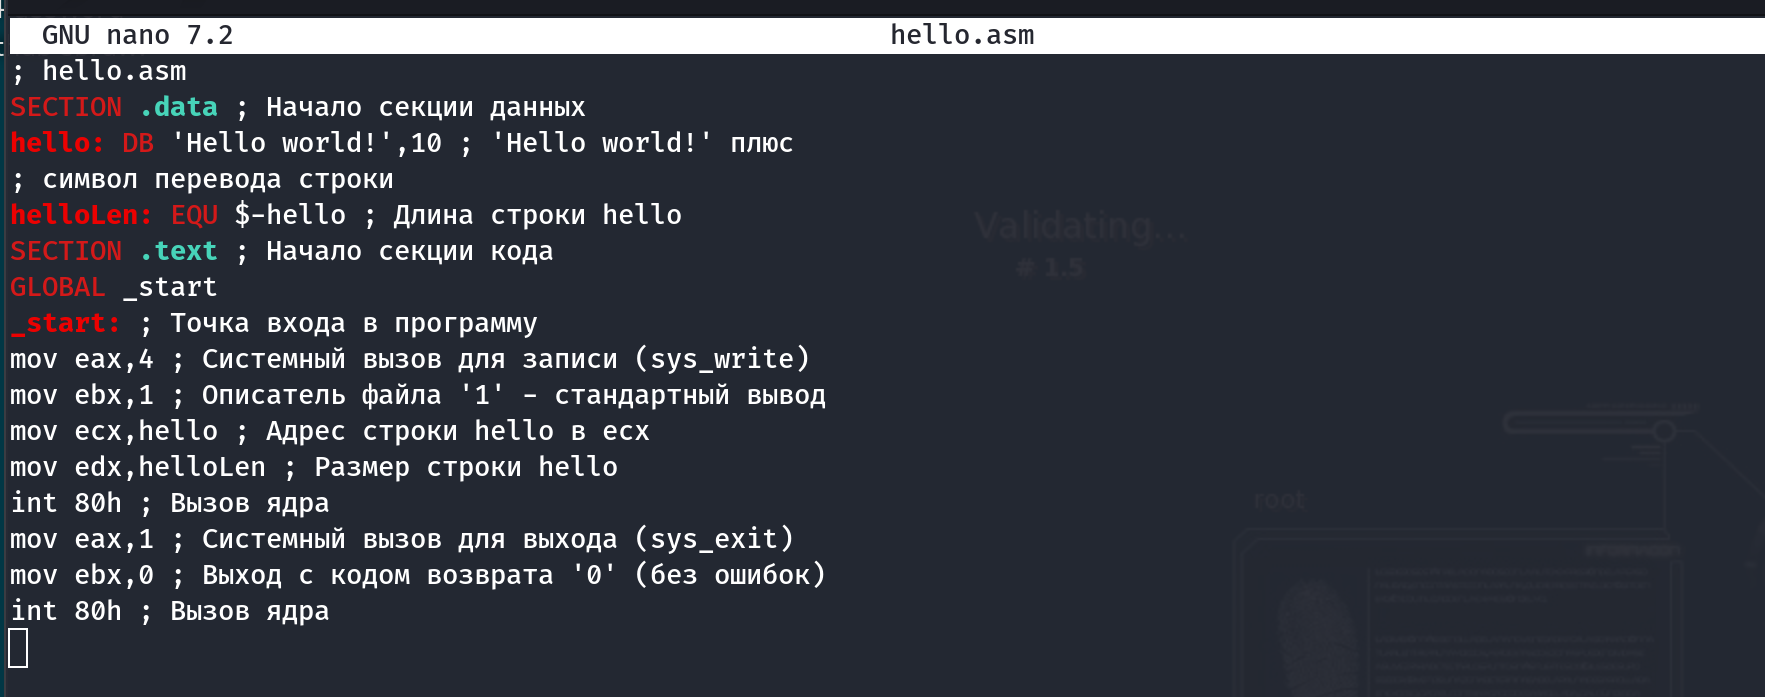 GNU nano 7.2 hello.asm
; hello.asm
SECTION .data ; Начало секции данных
hello: DB 'Hello world!',10 ; 'Hello world!' плюс
; символ перевода строки
helloLen: EQU $-hello ; Длина строки hello
SECTION .text ; Начало секции кода
GLOBAL _start
_start: ; Точка входа в программу
mov eax,4 ; Системный вызов для записи (sys_write)
mov ebx,1 ; Описатель файла '1' - стандартный вывод
mov ecx,hello ; Адрес строки hello в ecx
mov edx,helloLen ; Размер строки hello
int 80h ; Вызов ядра
mov eax,1 ; Системный вызов для выхода (sys_exit)
mov ebx,0 ; Выход с кодом возврата '0' (без ошибок)
int 80h ; Вызов ядра
Validating...
# 1.5
root